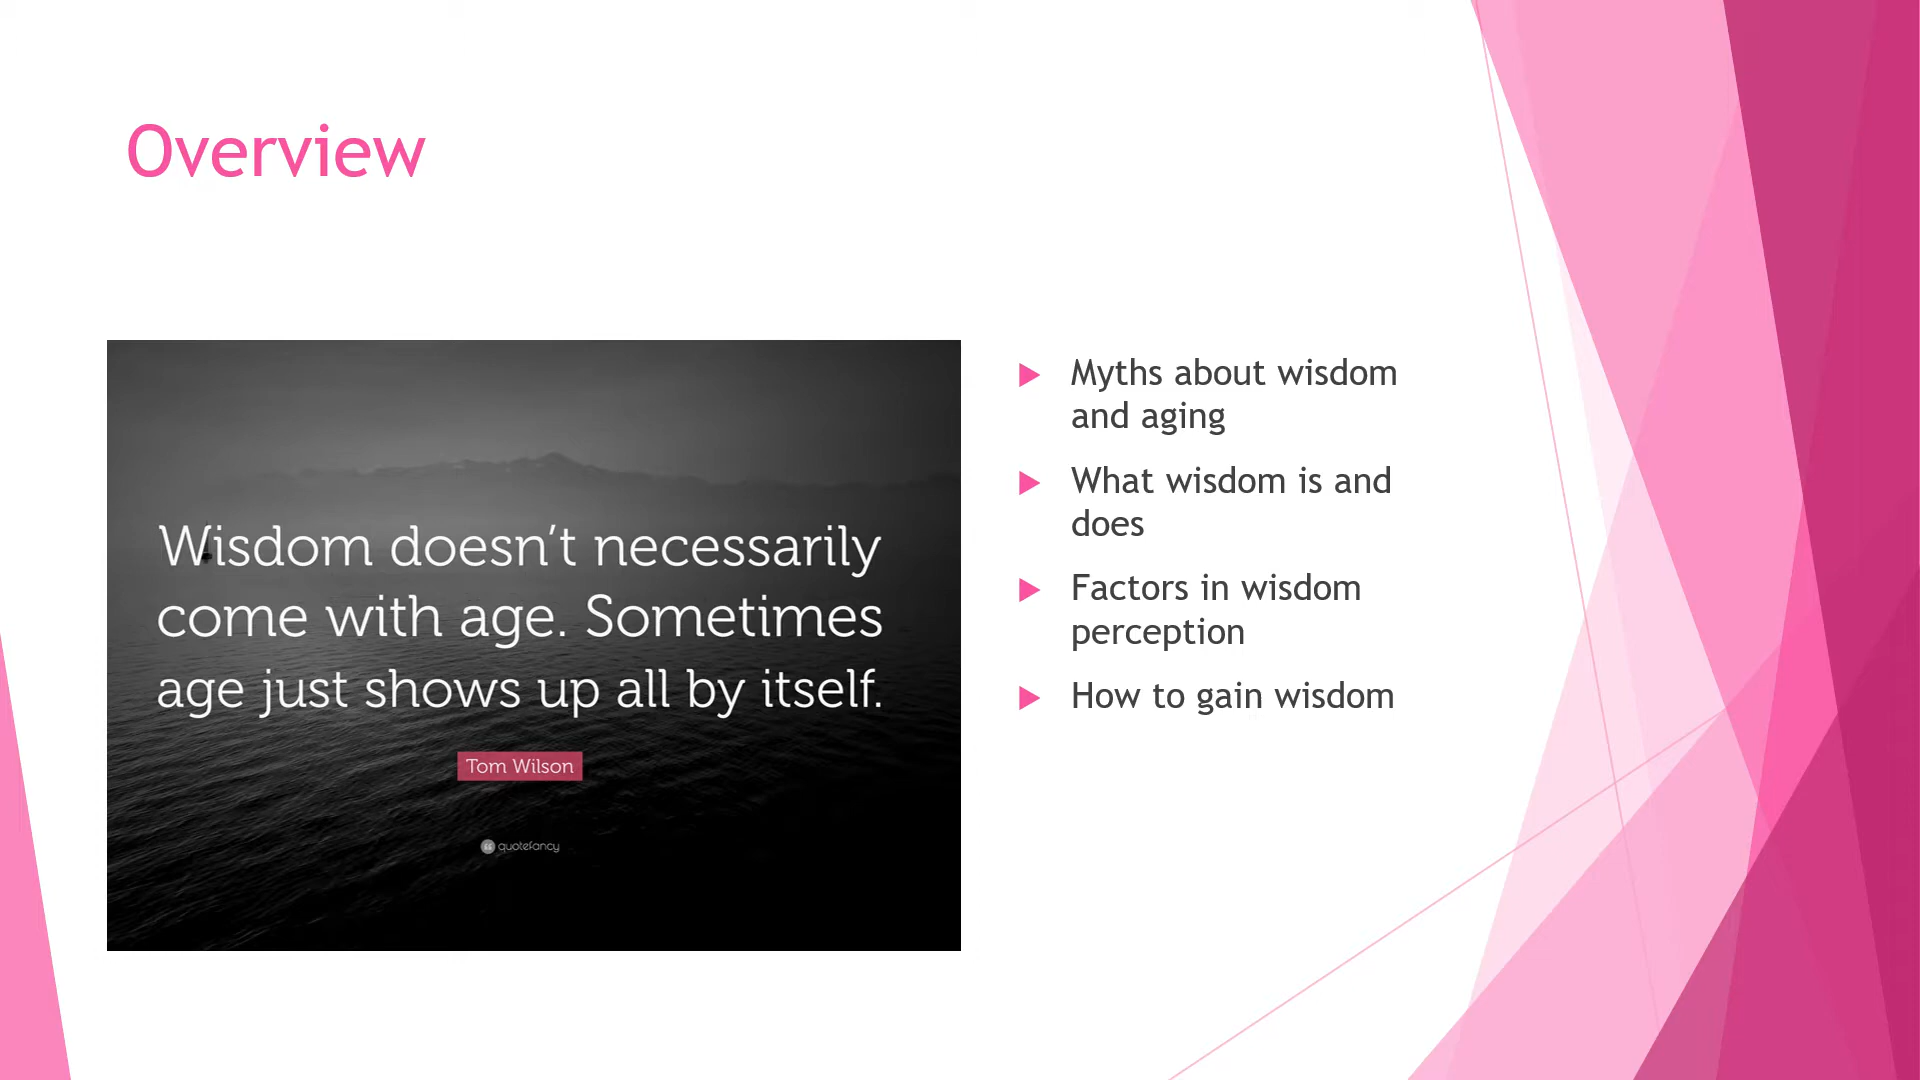 Overview
Wisdom doesn’t necessarily
come with age. Sometimes
age just shows up all by itself.
Tom Wilson
quotefancy
Myths about wisdom
and aging
What wisdom is and
does
Factors in wisdom
perception
How to gain wisdom